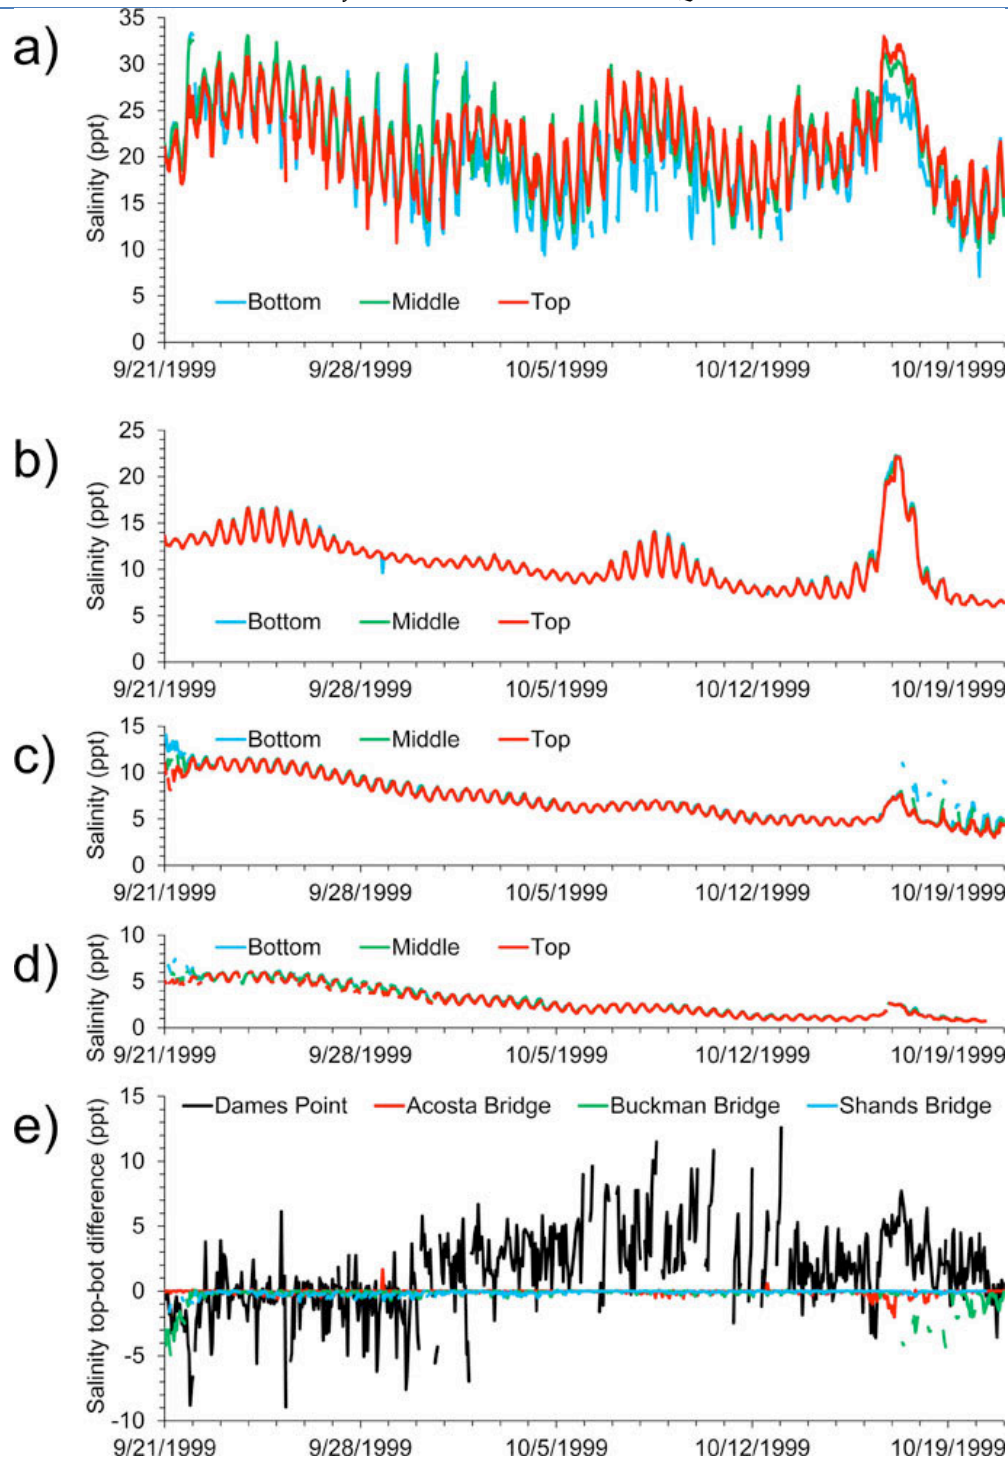 a)
Salinity (ppt)
35
30
25
20
15
10
5
0
Bottom Middle Top
9/21/1999 9/28/1999 10/5/1999 10/12/1999 10/19/1999
b)
Salinity (ppt)
25
20
15
10
5
0
Bottom Middle Top
9/21/1999 9/28/1999 10/5/1999 10/12/1999 10/19/1999
c)
Salinity (ppt)
15
10
5
0
Bottom Middle Top
9/21/1999 9/28/1999 10/5/1999 10/12/1999 10/19/1999
d)
Salinity (ppt)
10
5
0
Bottom Middle Top
9/21/1999 9/28/1999 10/5/1999 10/12/1999 10/19/1999
e)
Salinity top-bot difference (ppt)
15
10
5
0
-5
-10
Dames Point Acosta Bridge Buckman Bridge Shands Bridge
9/21/1999 9/28/1999 10/5/1999 10/12/1999 10/19/1999